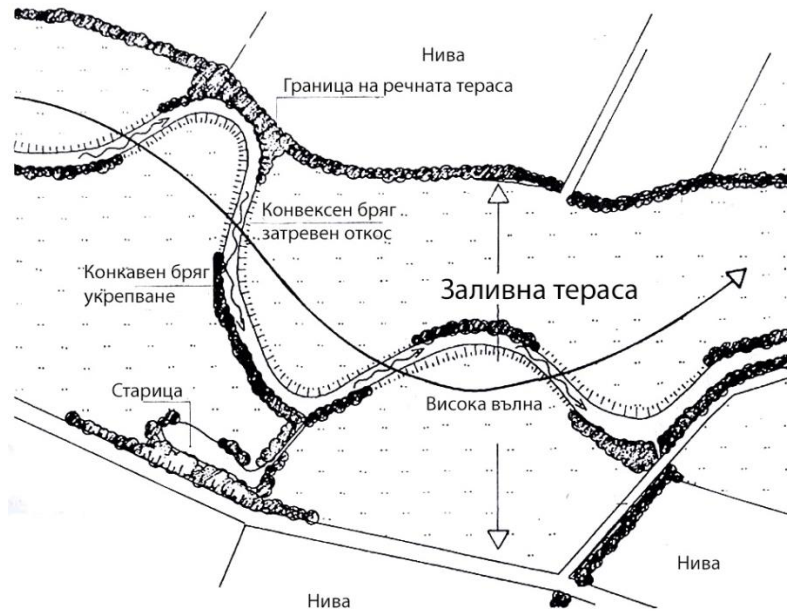 Нива
Граница на речната тераса
Конвексен бряг
затревен откос
Конкавен бряг
укрепване
Заливна тераса
Старица
Висока вълна
Нива
Нива